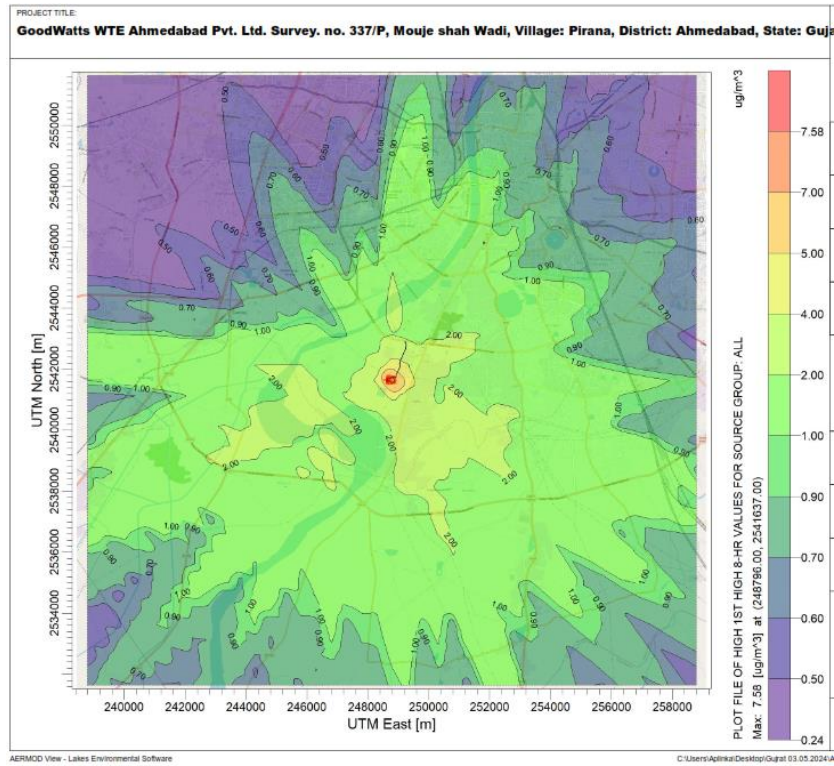 PROJECT TITLE:
GoodWatts WTE Ahmedabad Pvt. Ltd. Survey. no. 337/P, Mouje shah Wadi, Village: Pirana, District: Ahmedabad, State: Guja
UTM North [m]
2550000
2548000
2546000
2544000
2542000
2540000
2538000
2536000
2534000
240000 242000 244000 246000 248000 250000 252000 254000 256000 258000
UTM East [m]
PLOT FILE OF HIGH 1ST HIGH 8-HR VALUES FOR SOURCE GROUP: ALL
Max: 7.58 [ug/m^3] at (248796.00, 2541637.00)
ug/m^3
7.58
7.00
5.00
4.00
2.00
1.00
0.90
0.70
0.60
0.50
0.24
AERMOD View - Lakes Environmental Software
C:\Users\Aplinka\Desktop\Gujrat 03.05.2024\A